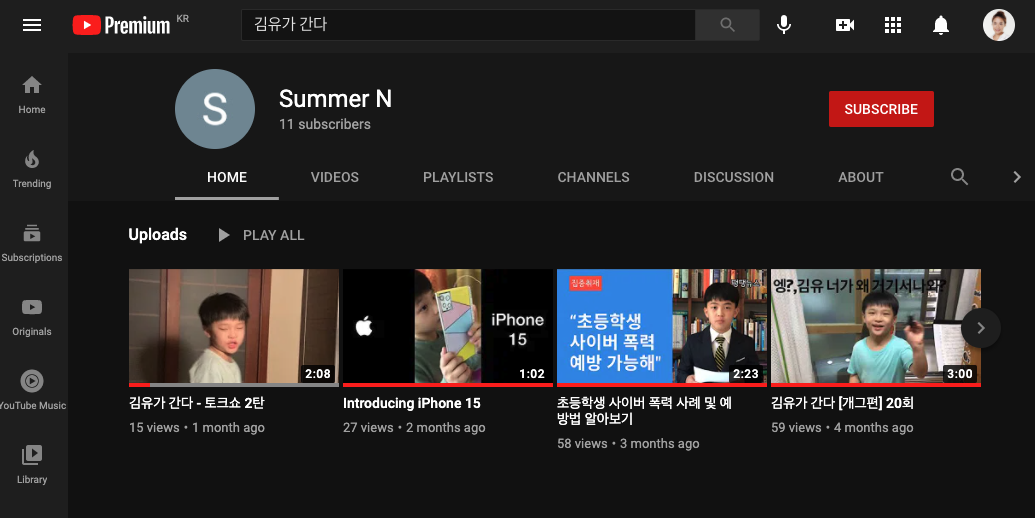 Premium KR
김유가 간다
Home
Trending
Subscriptions
Originals
YouTube Music
Library
S
Summer N
11 subscribers
SUBSCRIBE
HOME VIDEOS PLAYLISTS CHANNELS DISCUSSION ABOUT
Uploads PLAY ALL
2:08
김유가 간다 - 토크쇼 2탄
15 views • 1 month ago
iPhone
15
1:02
Introducing iPhone 15
27 views • 2 months ago
집중취재
“초등학생
사이버 폭력
예방 가능해"
2:23
초등학생 사이버 폭력 사례 및 예
방법 알아보기
58 views • 3 months ago
엥?,김유 너가 왜 거기서나와?
3:00
김유가 간다 [개그편] 20회
59 views • 4 months ago